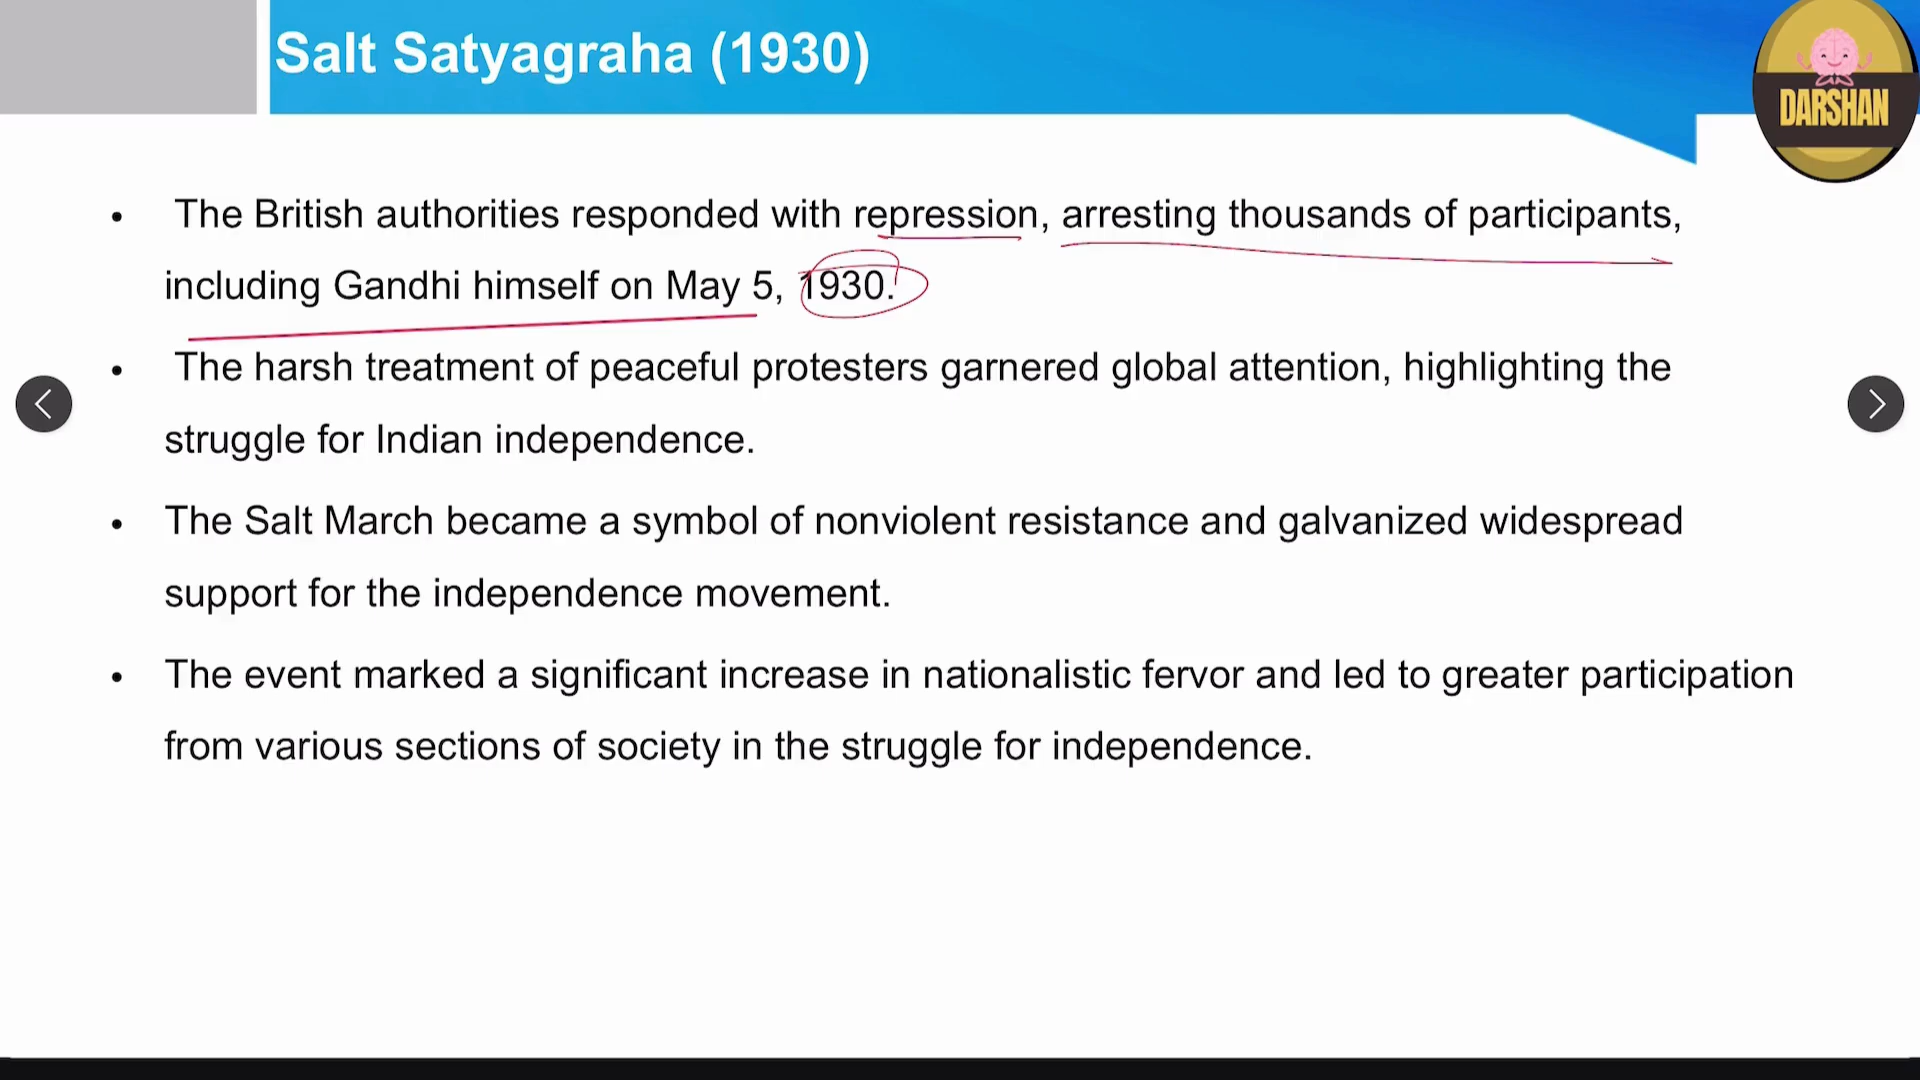 Salt Satyagraha (1930)
DARSHAN
• The British authorities responded with repression, arresting thousands of participants,
including Gandhi himself on May 5, 1930.
• The harsh treatment of peaceful protesters garnered global attention, highlighting the
struggle for Indian independence.
• The Salt March became a symbol of nonviolent resistance and galvanized widespread
support for the independence movement.
• The event marked a significant increase in nationalistic fervor and led to greater participation
from various sections of society in the struggle for independence.